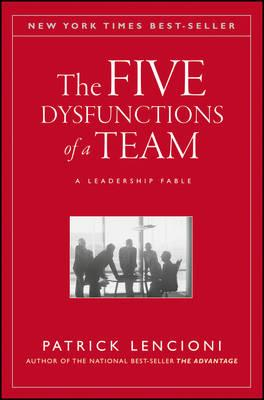 NEW YORK TIMES BEST-SELLER
The FIVE
DYSFUNCTIONS
of a TEAM
A LEADERSHIP FABLE
PATRICK LENCIONI
AUTHOR OF THE NATIONAL BEST-SELLER THE ADVANTAGE